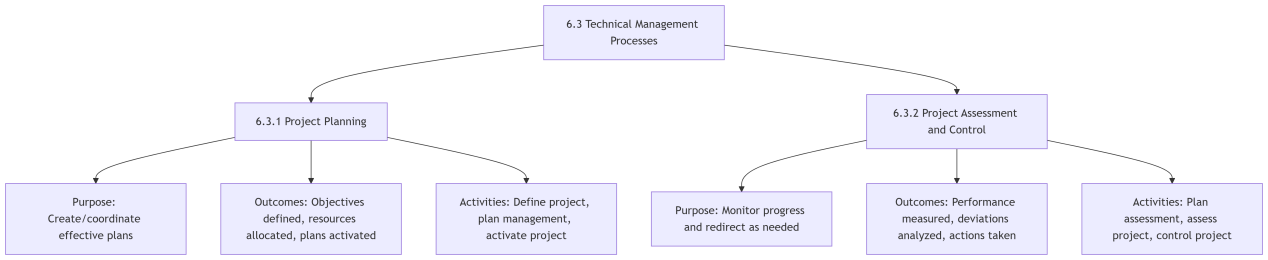 6.3 Technical Management
Processes
6.3.1 Project Planning
6.3.2 Project Assessment
and Control
Purpose:
Create/coordinate
effective plans
Outcomes: Objectives
defined, resources
allocated, plans activated
Activities: Define project,
plan management,
activate project
Purpose: Monitor progress
and redirect as needed
Outcomes: Performance
measured, deviations
analyzed, actions taken
Activities: Plan
assessment, assess
project, control project